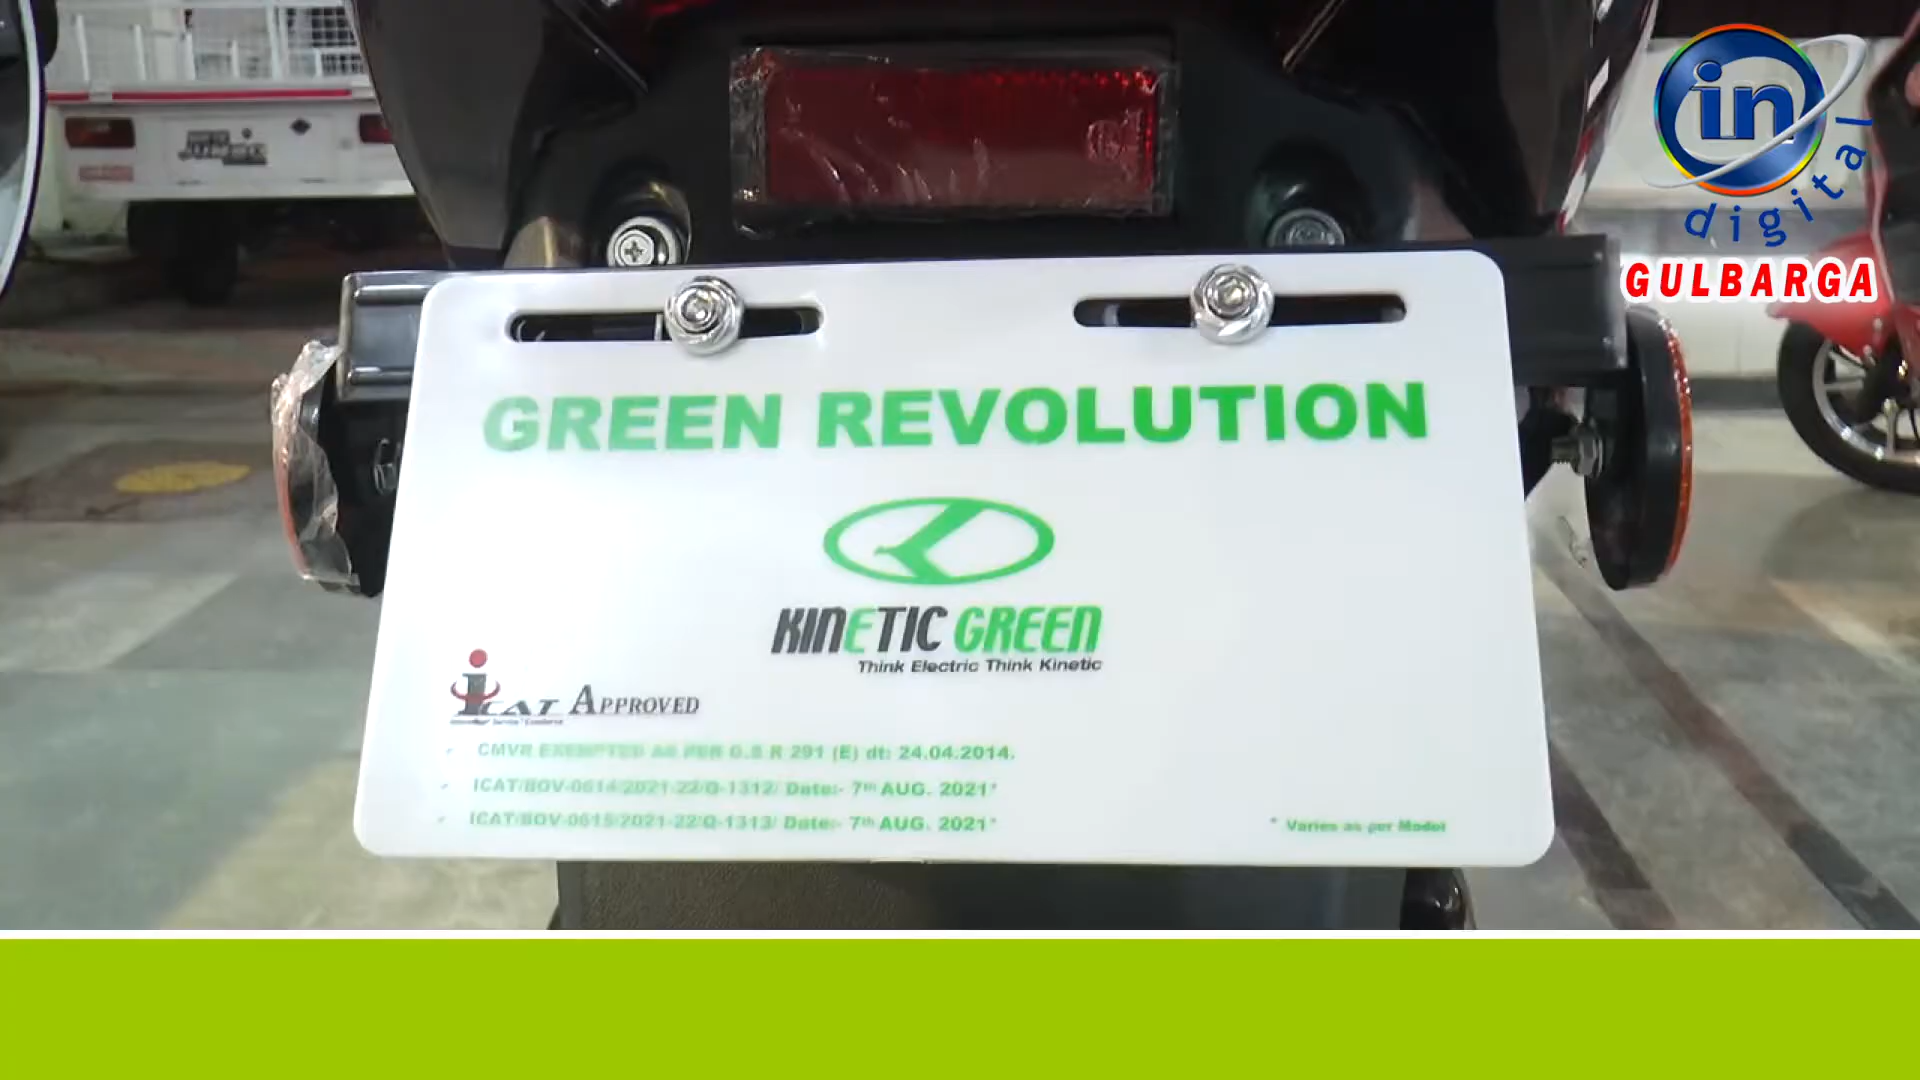 in
digital
GULBARGA
JUMBO
GREEN REVOLUTION
KINETIC GREEN
Think Electric Think Kinetic
iCAT APPROVED
CMVR EXEMPTED AS PER G.S R 291 (E) dt: 24.04.2014.
ICAT/BOV-0614/2021-22/Q-1312/ Date:- 7th AUG. 2021*
ICAT/BOV-0615/2021-22/Q-1313/ Date:- 7th AUG. 2021*
* Varies as per Model